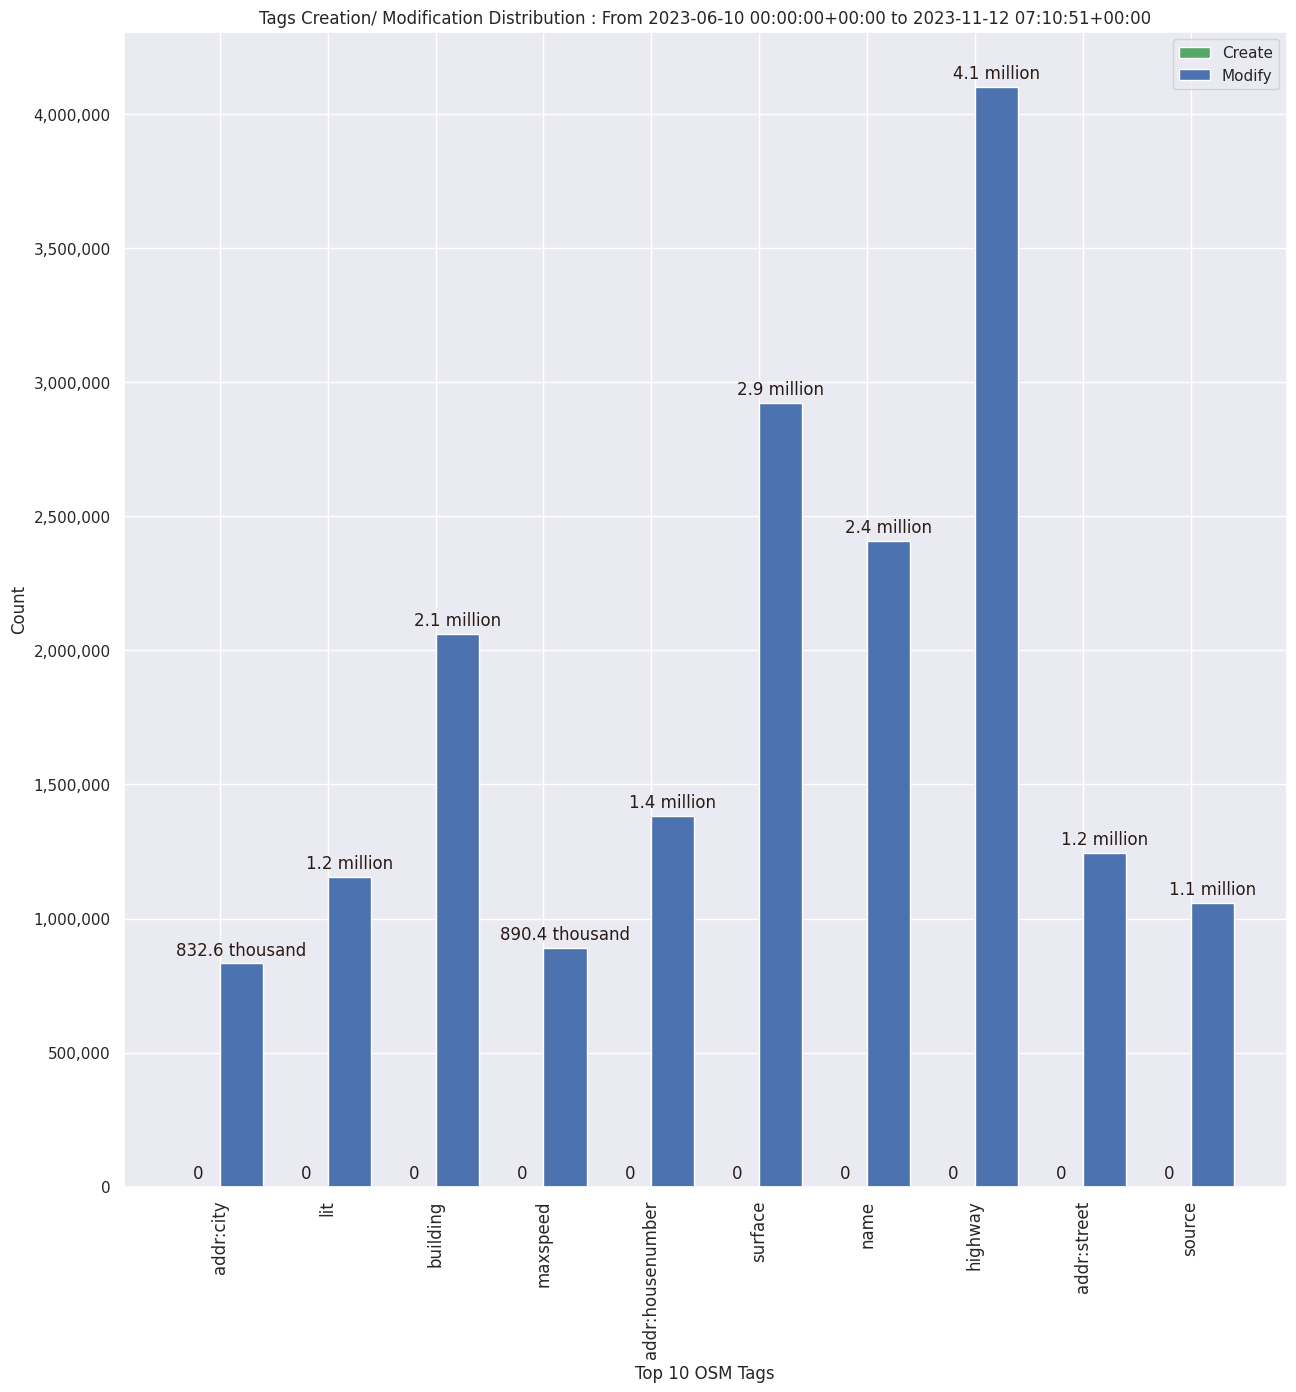 Tags Creation/ Modification Distribution : From 2023-06-10 00:00:00+00:00 to 2023-11-12 07:10:51+00:00
Create
Modify
Count
4,000,000
3,500,000
3,000,000
2,500,000
2,000,000
1,500,000
1,000,000
500,000
0
832.6 thousand
1.2 million
2.1 million
890.4 thousand
1.4 million
2.9 million
2.4 million
4.1 million
1.2 million
1.1 million
0
0
0
0
0
0
0
0
0
0
addr:city
lit
building
maxspeed
addr:housenumber
surface
name
highway
addr:street
source
Top 10 OSM Tags